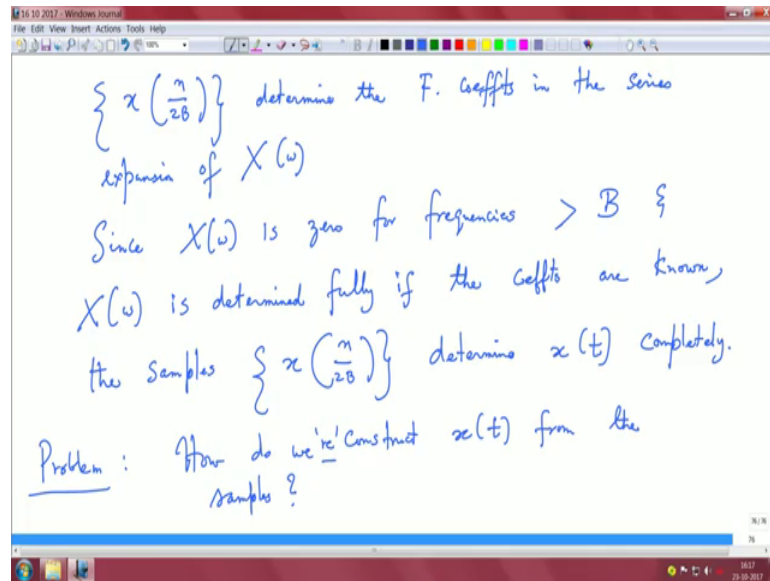 16 10 2017 - Windows Journal
File Edit View Insert Actions Tools Help
100%
{ x ( n / 2B ) } determine the F. Coeffts in the series
expansion of X(ω)
Since X(ω) is zero for frequencies > B &
X(ω) is determined fully if the coeffts are known,
the samples { x ( n / 2B ) } determine x(t) completely.
Problem : How do we 're'construct x(t) from the
samples ?
76/76
76
16:17
23-10-2017